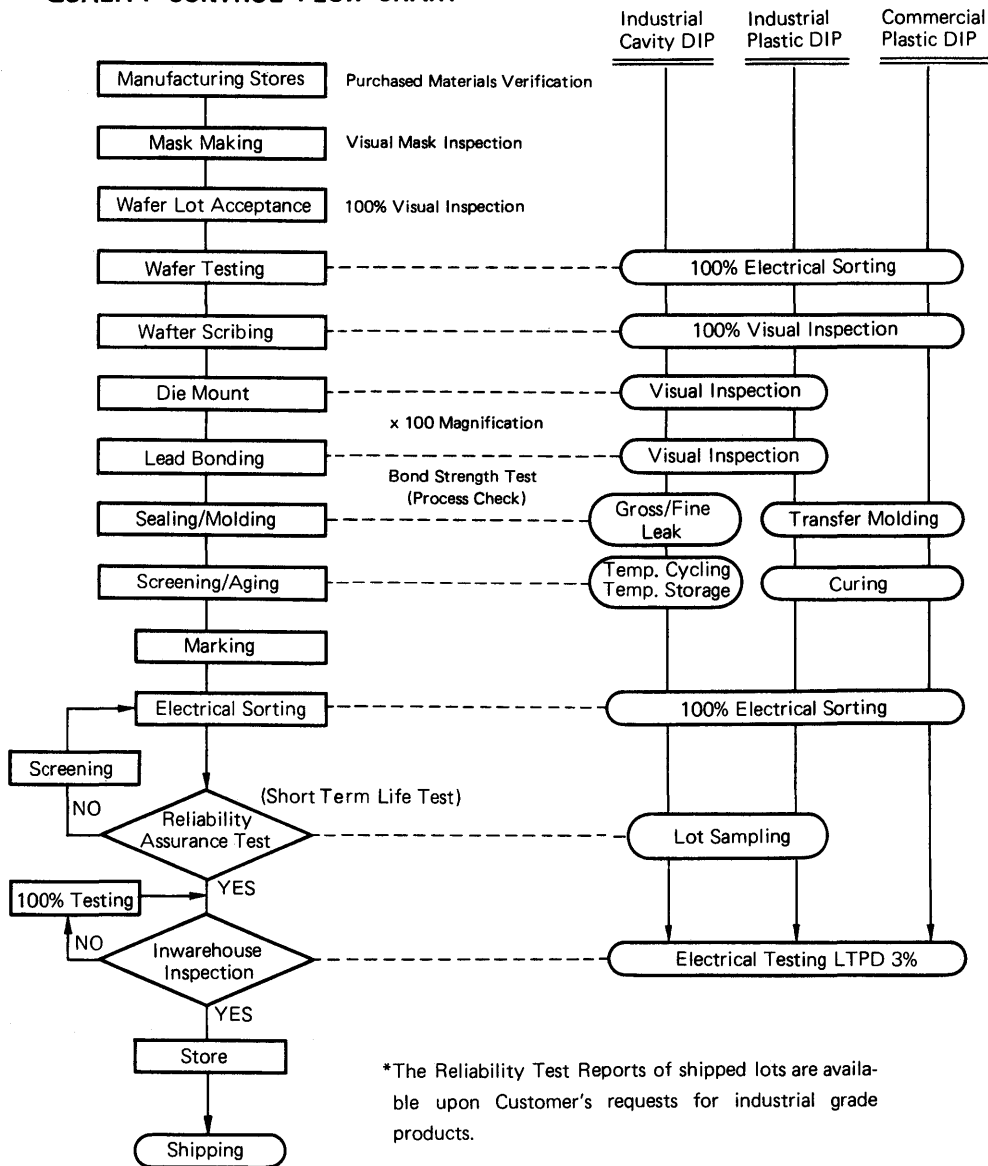 QUALITY CONTROL FLOW CHART
Industrial
Cavity DIP
Industrial
Plastic DIP
Commercial
Plastic DIP
Manufacturing Stores
Purchased Materials Verification
Mask Making
Visual Mask Inspection
Wafer Lot Acceptance
100% Visual Inspection
Wafer Testing
100% Electrical Sorting
Wafter Scribing
100% Visual Inspection
Die Mount
Visual Inspection
x 100 Magnification
Lead Bonding
Visual Inspection
Bond Strength Test
(Process Check)
Sealing/Molding
Gross/Fine
Leak
Transfer Molding
Screening/Aging
Temp. Cycling
Temp. Storage
Curing
Marking
Electrical Sorting
100% Electrical Sorting
Screening
NO
(Short Term Life Test)
Reliability
Assurance Test
Lot Sampling
YES
100% Testing
NO
Inwarehouse
Inspection
Electrical Testing LTPD 3%
YES
Store
*The Reliability Test Reports of shipped lots are availa-
ble upon Customer's requests for industrial grade
products.
Shipping